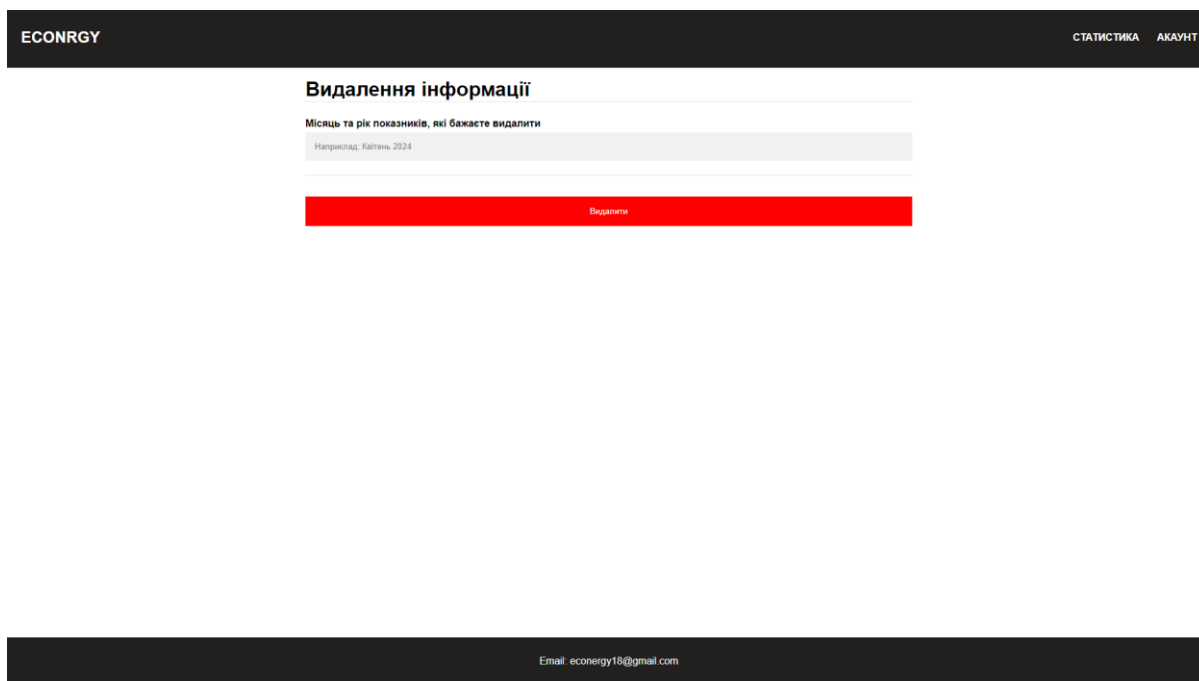 ECONRGY
СТАТИСТИКА АКАУНТ
Видалення інформації
Місяць та рік показників, які бажаєте видалити
Наприклад: Квітень 2024
Видалити
Email: econergy18@gmail.com